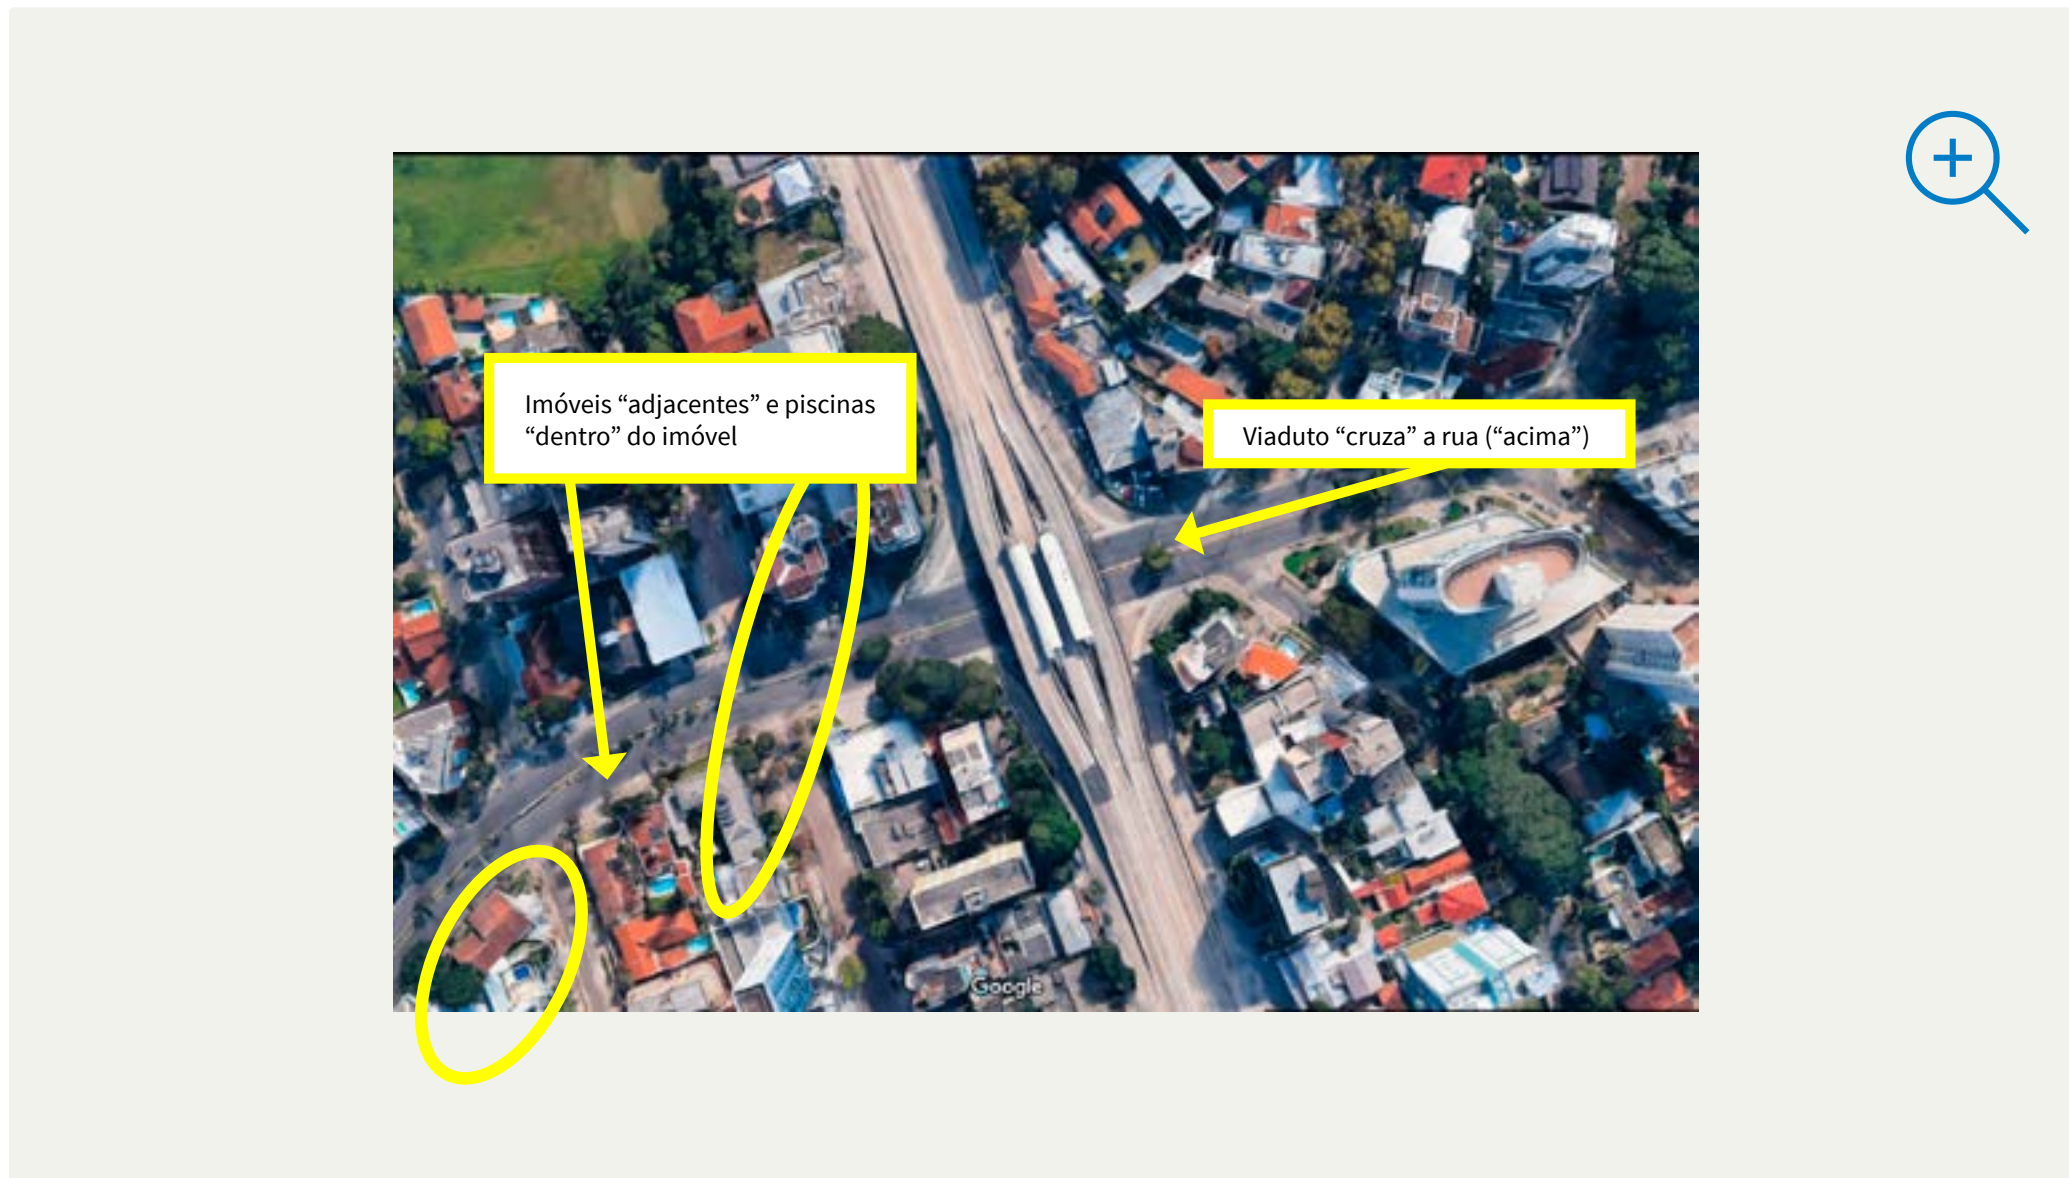 Imóveis “adjacentes” e piscinas
“dentro” do imóvel
Viaduto “cruza” a rua (“acima”)
Google